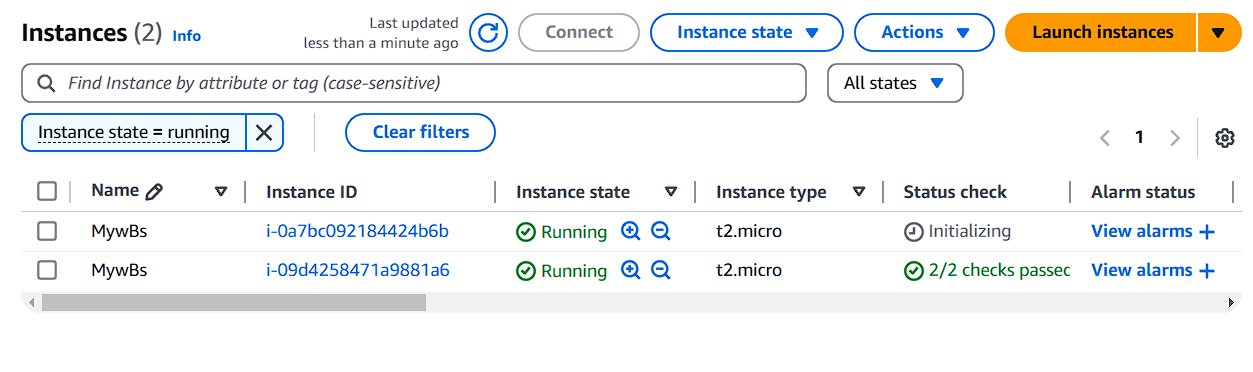 Instances (2) Info
Last updated
less than a minute ago
Connect
Instance state
Actions
Launch instances
Find Instance by attribute or tag (case-sensitive)
All states
Instance state = running
Clear filters
1
Name Instance ID Instance state Instance type Status check Alarm status
MywBs i-0a7bc092184424b6b Running t2.micro Initializing View alarms +
MywBs i-09d4258471a9881a6 Running t2.micro 2/2 checks passec View alarms +